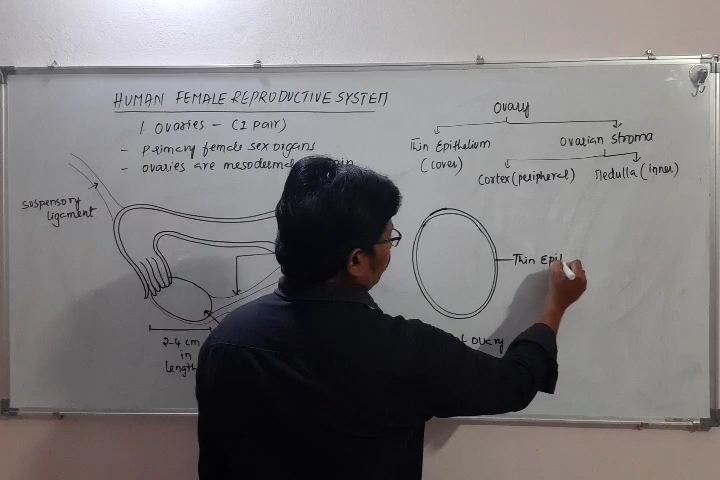 HUMAN FEMALE REPRODUCTIVE SYSTEM
1. Ovaries - (1 pair)
- Primary female sex organs
- Ovaries are mesodermal
suspensory
ligament
2-4 cm
in
length
Ovary
Thin Epithelium
(cover)
Ovarian stroma
Cortex (peripheral)
Medulla (inner)
Thin Epi
of Ovary